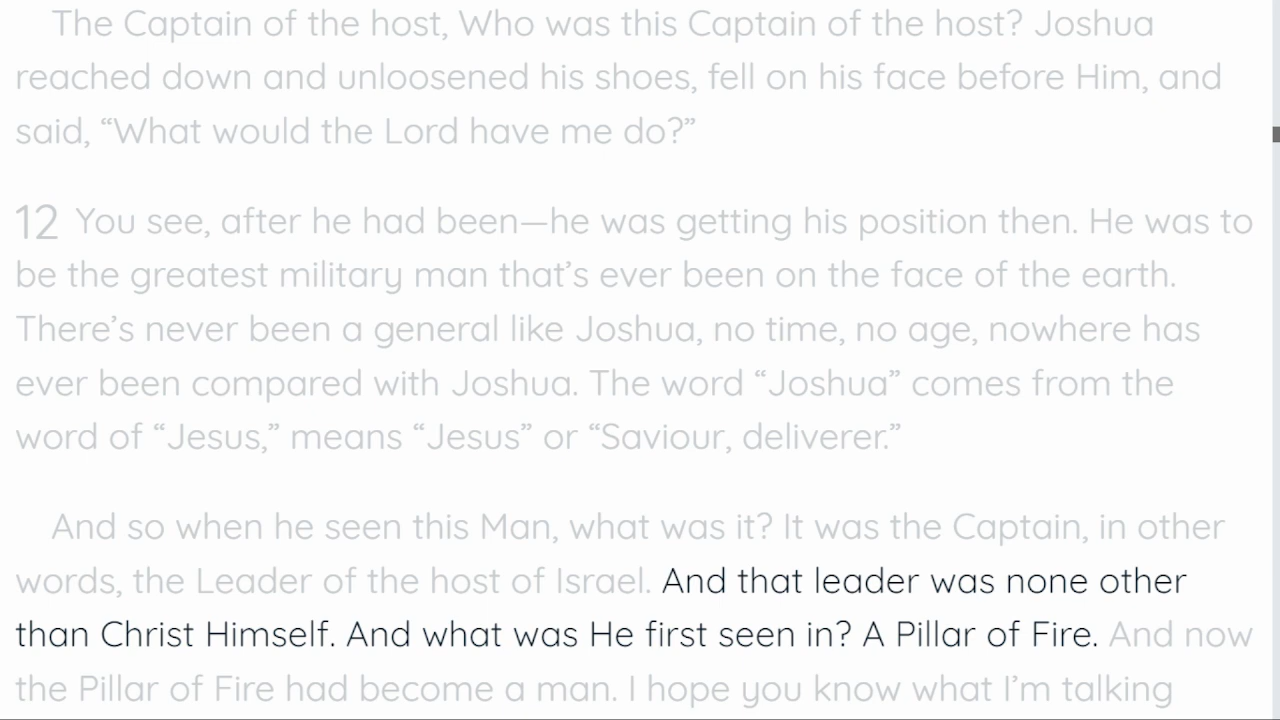 The Captain of the host, Who was this Captain of the host? Joshua
reached down and unloosened his shoes, fell on his face before Him, and
said, “What would the Lord have me do?”
12 You see, after he had been—he was getting his position then. He was to
be the greatest military man that’s ever been on the face of the earth.
There’s never been a general like Joshua, no time, no age, nowhere has
ever been compared with Joshua. The word “Joshua” comes from the
word of “Jesus,” means “Jesus” or “Saviour, deliverer.”
And so when he seen this Man, what was it? It was the Captain, in other
words, the Leader of the host of Israel. And that leader was none other
than Christ Himself. And what was He first seen in? A Pillar of Fire. And now
the Pillar of Fire had become a man. I hope you know what I’m talking